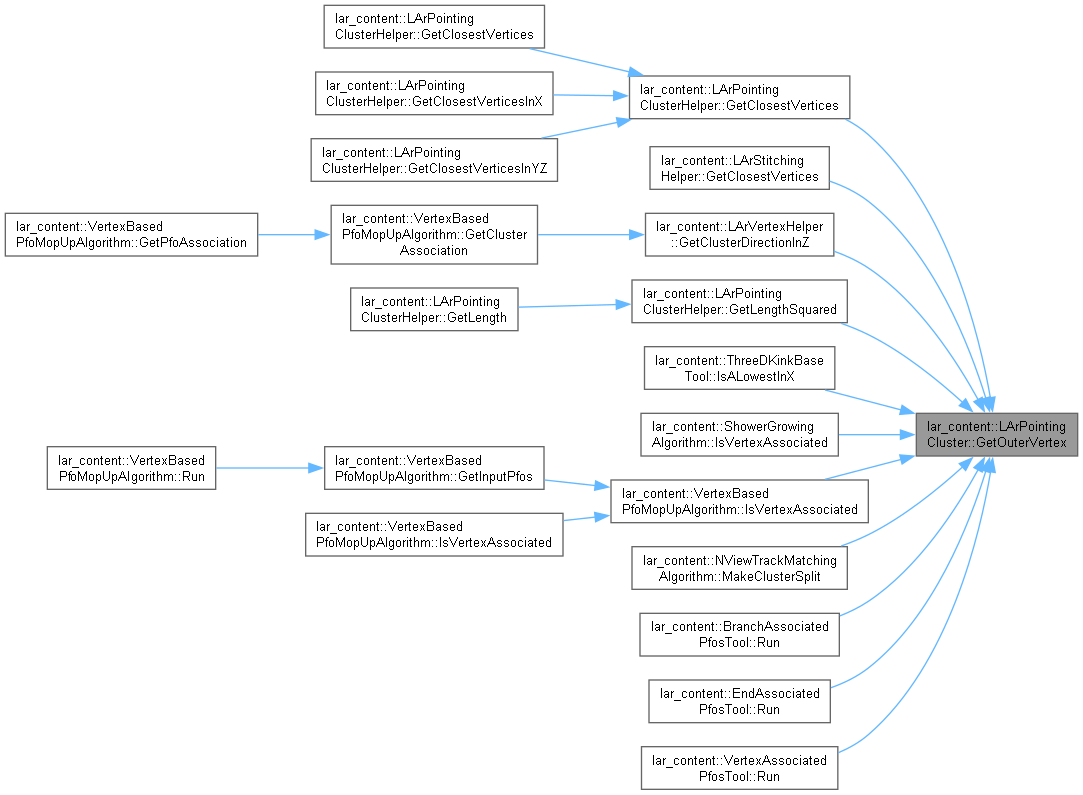 lar_content::LArPointing
ClusterHelper::GetClosestVertices
lar_content::LArPointing
ClusterHelper::GetClosestVerticesInX
lar_content::LArPointing
ClusterHelper::GetClosestVertices
lar_content::LArPointing
ClusterHelper::GetClosestVerticesInYZ
lar_content::LArStitching
Helper::GetClosestVertices
lar_content::VertexBased
PfoMopUpAlgorithm::GetPfoAssociation
lar_content::VertexBased
PfoMopUpAlgorithm::GetCluster
Association
lar_content::LArVertexHelper
::GetClusterDirectionInZ
lar_content::LArPointing
ClusterHelper::GetLength
lar_content::LArPointing
ClusterHelper::GetLengthSquared
lar_content::ThreeDKinkBase
Tool::IsALowestInX
lar_content::ShowerGrowing
Algorithm::IsVertexAssociated
lar_content::LArPointing
Cluster::GetOuterVertex
lar_content::VertexBased
PfoMopUpAlgorithm::Run
lar_content::VertexBased
PfoMopUpAlgorithm::GetInputPfos
lar_content::VertexBased
PfoMopUpAlgorithm::IsVertexAssociated
lar_content::VertexBased
PfoMopUpAlgorithm::IsVertexAssociated
lar_content::NViewTrackMatching
Algorithm::MakeClusterSplit
lar_content::BranchAssociated
PfosTool::Run
lar_content::EndAssociated
PfosTool::Run
lar_content::VertexAssociated
PfosTool::Run